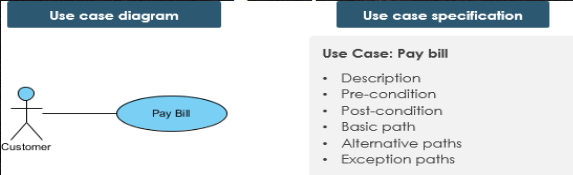 Use case diagram
Use case specification
Use Case: Pay bill
• Description
• Pre-condition
• Post-condition
• Basic path
• Alternative paths
• Exception paths
Pay Bill
Customer